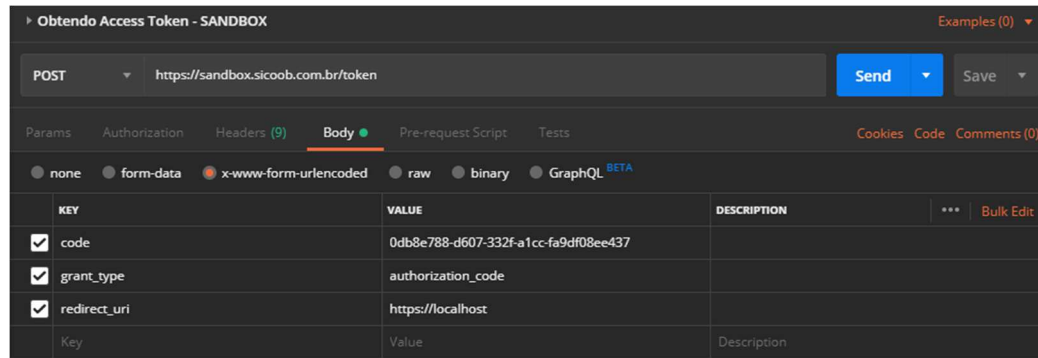 Obtendo Access Token - SANDBOX Examples (0)
POST https://sandbox.sicoob.com.br/token Send Save
Params Authorization Headers (9) Body Pre-request Script Tests Cookies Code Comments (0)
none form-data x-www-form-urlencoded raw binary GraphQL BETA
KEY VALUE DESCRIPTION ••• Bulk Edit
code 0db8e788-d607-332f-a1cc-fa9df08ee437
grant_type authorization_code
redirect_uri https://localhost
Key Value Description